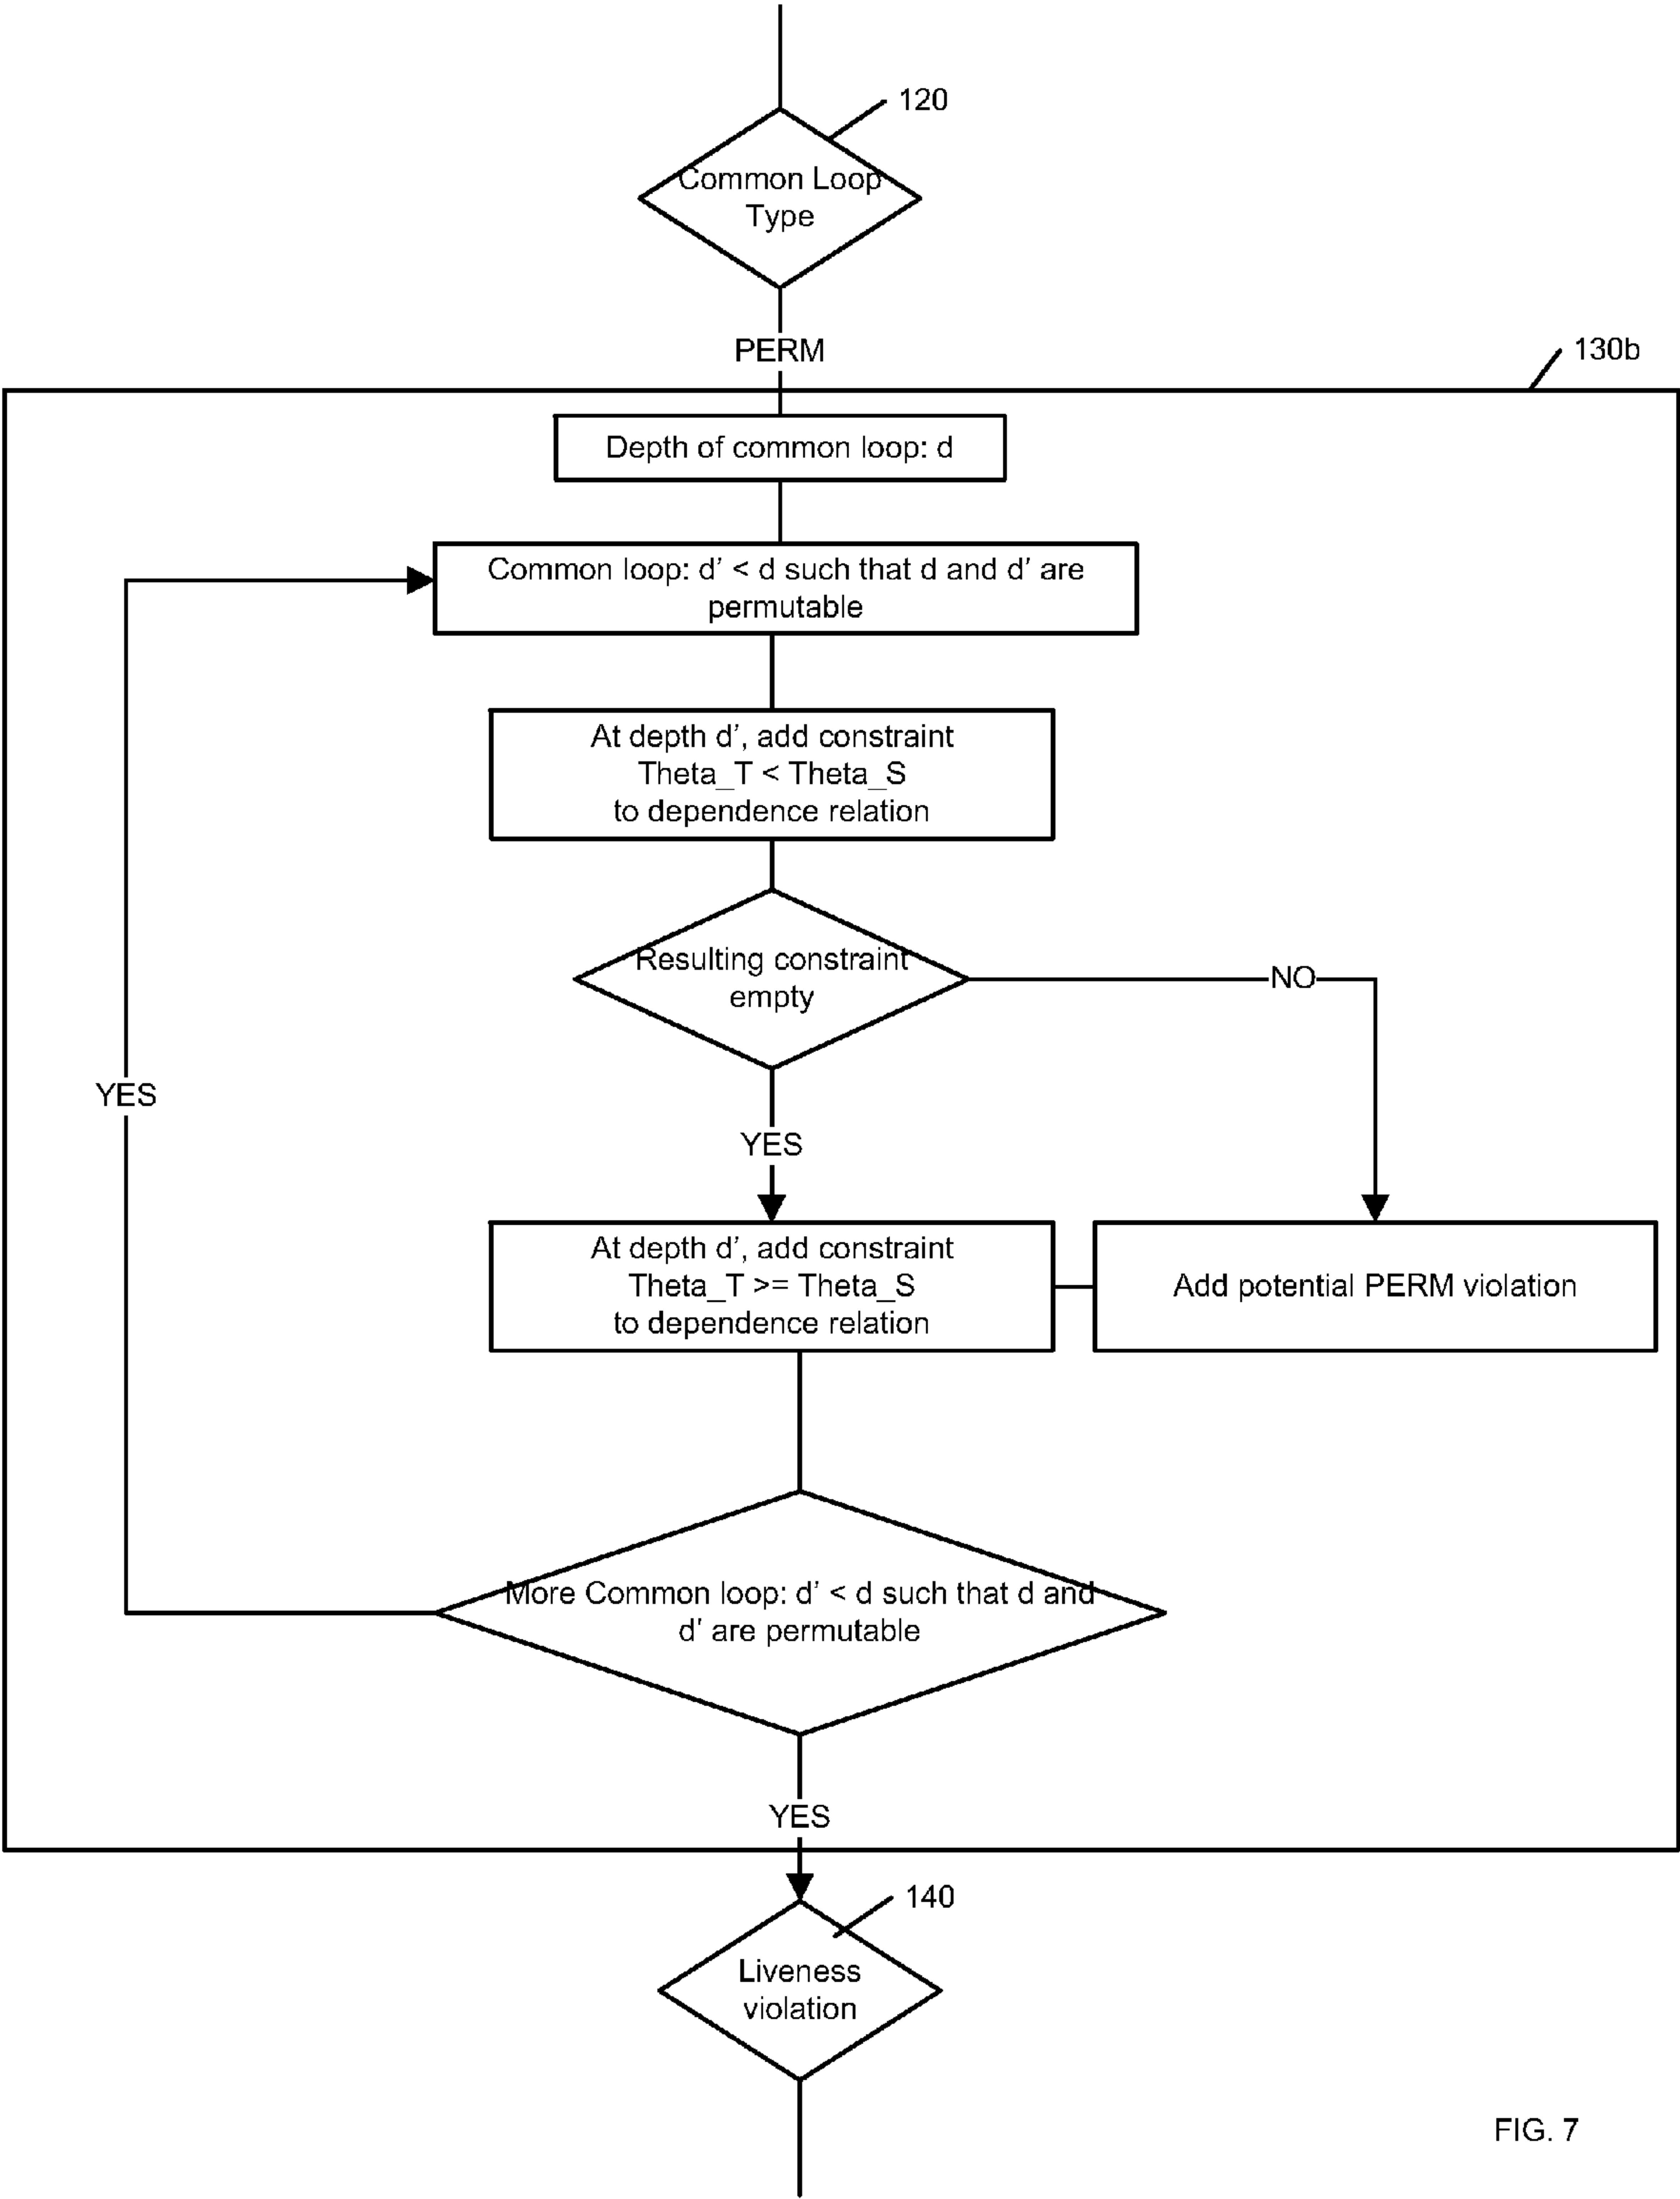 120
Common Loop
Type
PERM
130b
Depth of common loop: d
Common loop: d' < d such that d and d' are
permutable
At depth d', add constraint
Theta_T < Theta_S
to dependence relation
Resulting constraint
empty
NO
YES
YES
At depth d', add constraint
Theta_T >= Theta_S
to dependence relation
Add potential PERM violation
More Common loop: d' < d such that d and
d' are permutable
YES
140
Liveness
violation
FIG. 7